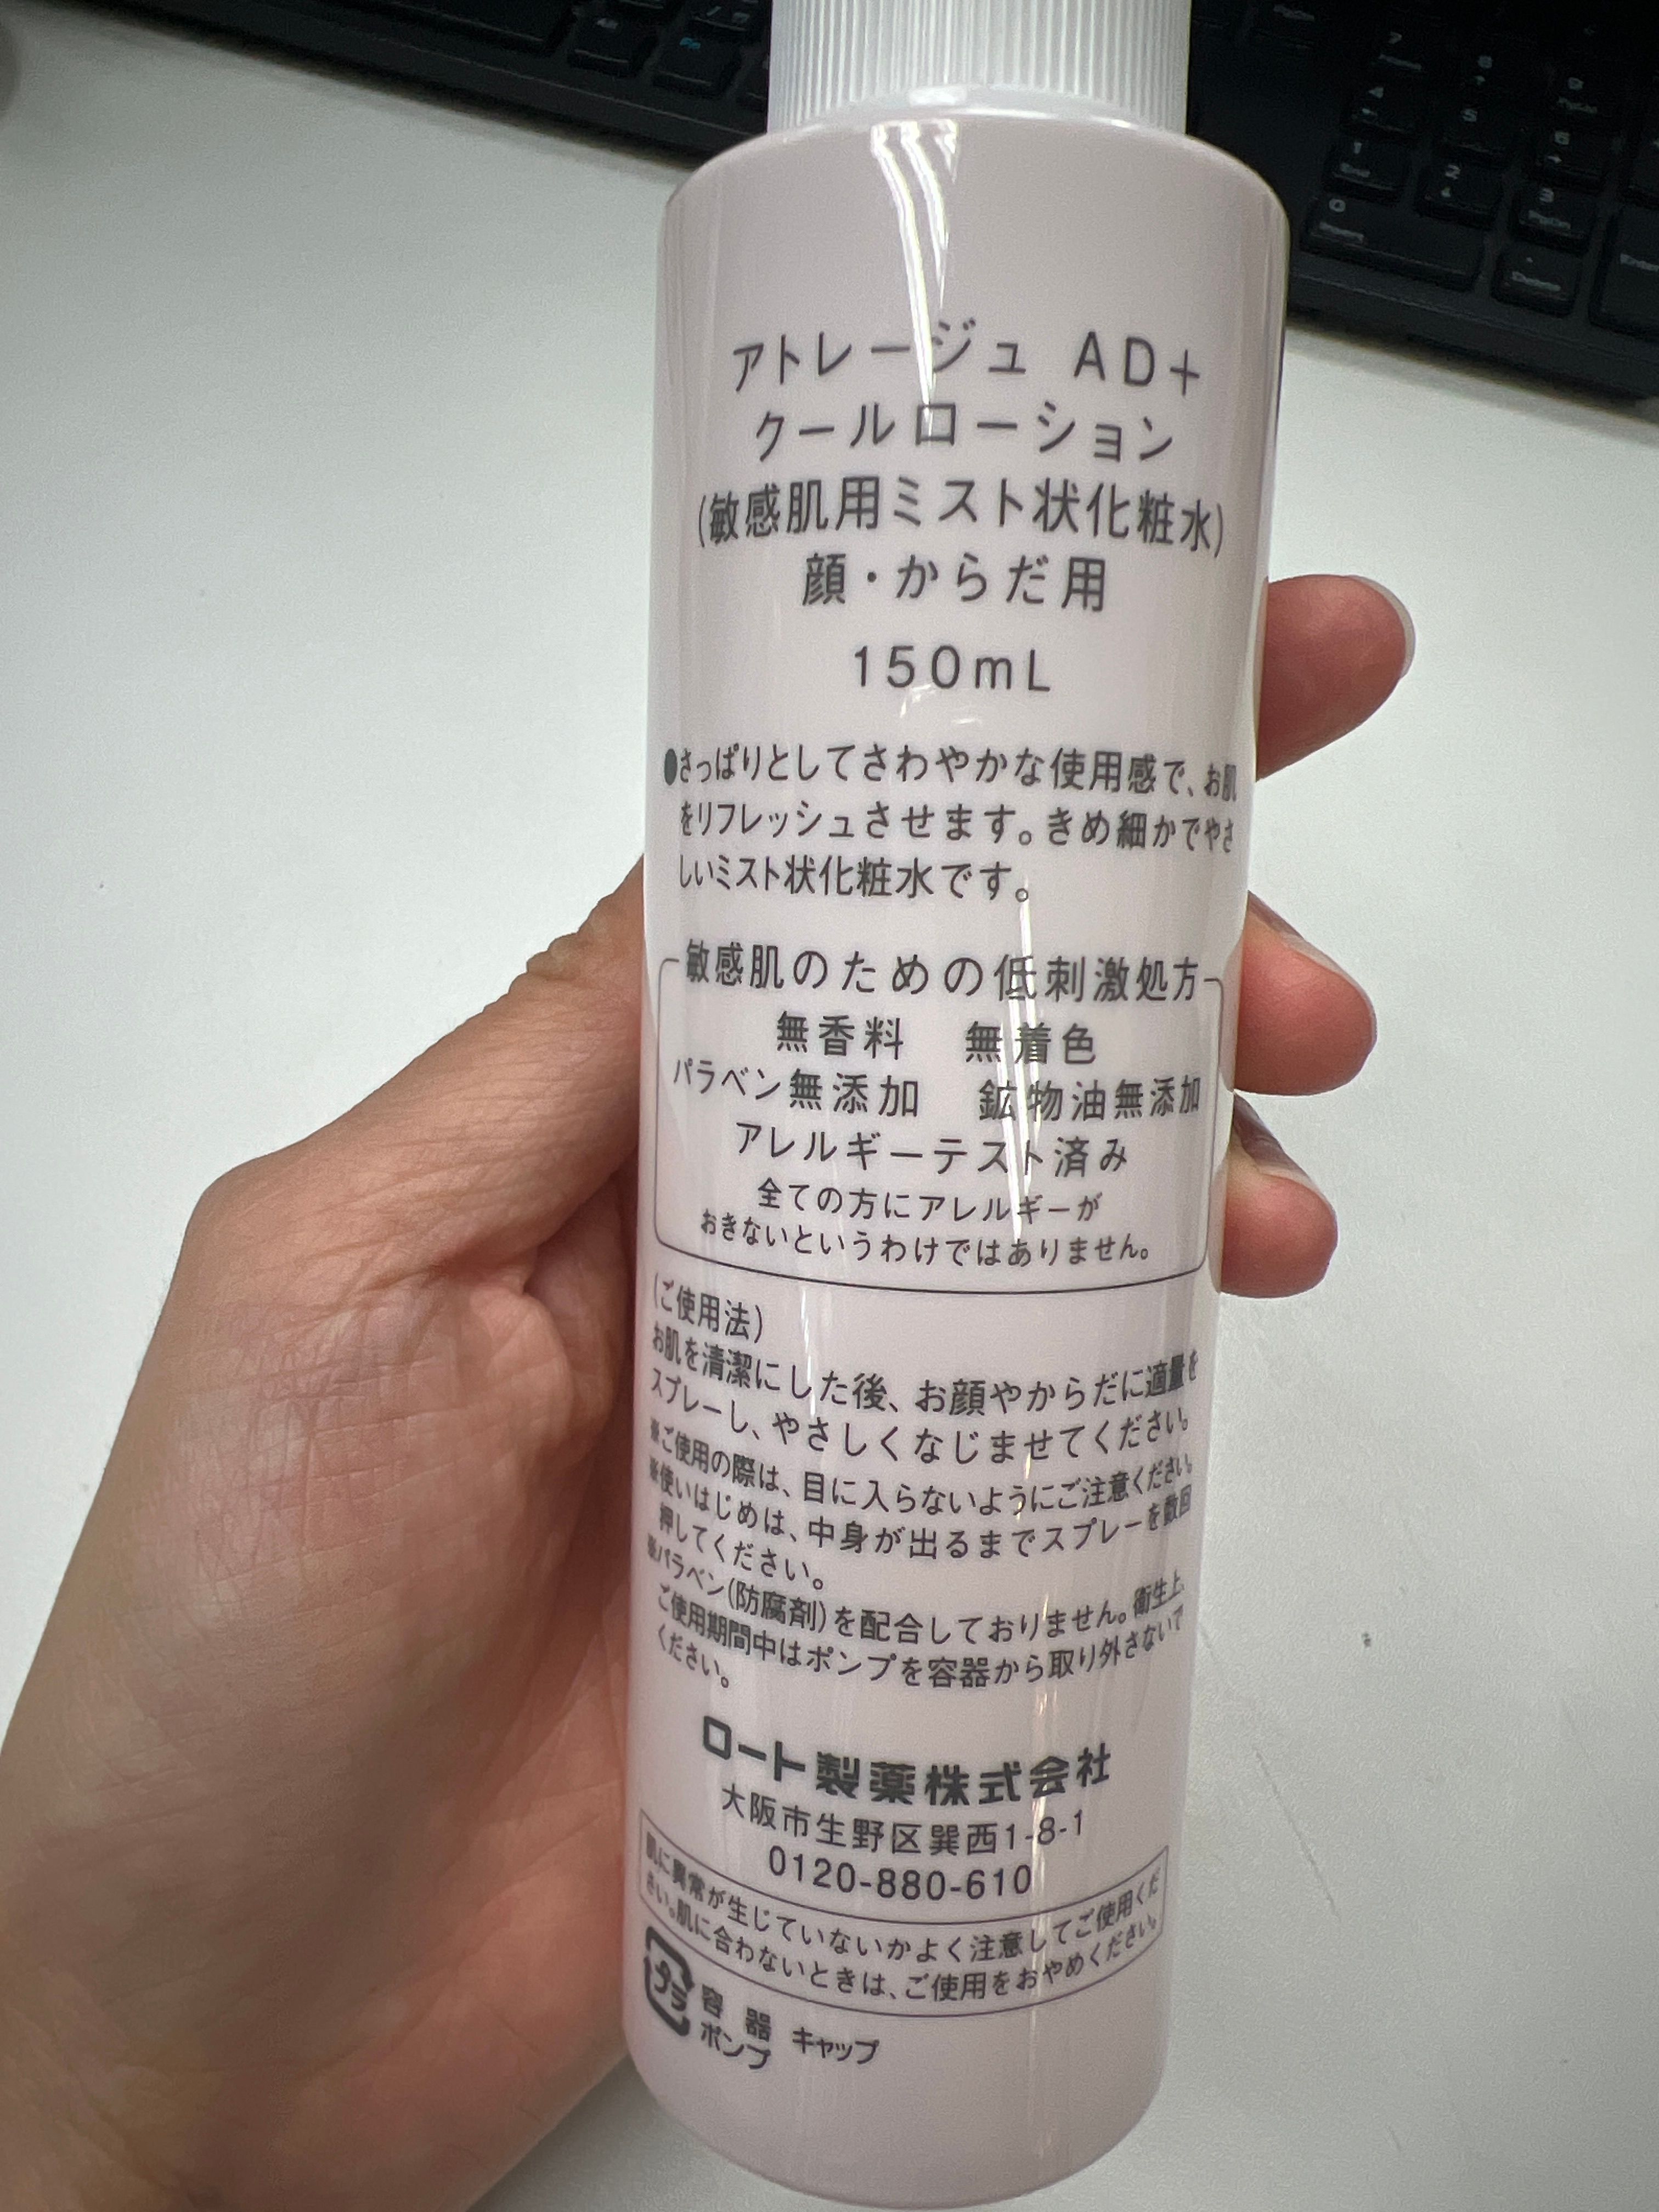 アトレージュ AD+
クールローション
(敏感肌用ミスト状化粧水)
顔・からだ用
150mL
●さっぱりとしてさわやかな使用感で、お肌
をリフレッシュさせます。きめ細かでやさ
しいミスト状化粧水です。
敏感肌のための低刺激処方
無香料 無着色
パラベン無添加 鉱物油無添加
アレルギーテスト済み
全ての方にアレルギーが
おきないというわけではありません。
(ご使用法)
お肌を清潔にした後、お顔やからだに適量を
スプレーし、やさしくなじませてください。
※ご使用の際は、目に入らないようにご注意ください。
※使いはじめは、中身が出るまでスプレーを数回
押してください。
※パラベン(防腐剤)を配合しておりません。衛生上、
ご使用期間中はポンプを容器から取り外さないで
ください。
ロート製薬株式会社
大阪市生野区巽西1-8-1
0120-880-610
肌に異常が生じていないかよく注意してご使用くだ
さい。肌に合わないときは、ご使用をおやめください。
プラ
容器 キャップ
ポンプ